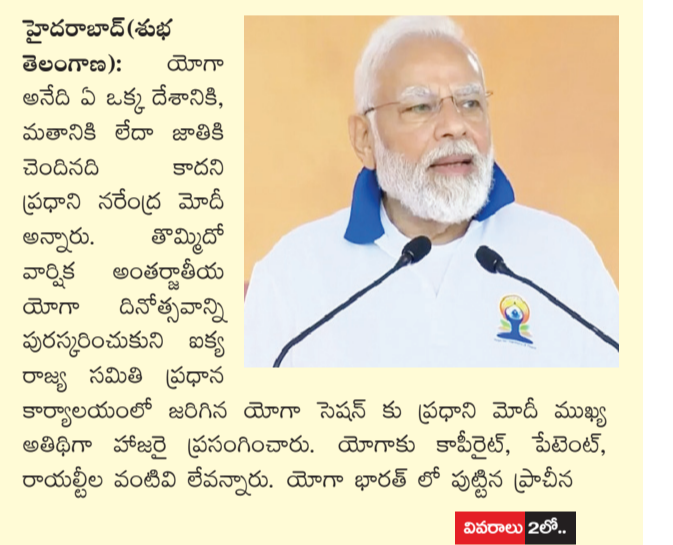 హైదరాబాద్(శుభ
తెలంగాణ): యోగా
అనేది ఏ ఒక్క దేశానికి,
మతానికి లేదా జాతికి
చెందినది కాదని
ప్రధాని నరేంద్ర మోదీ
అన్నారు. తొమ్మిదో
వార్షిక అంతర్జాతీయ
యోగా దినోత్సవాన్ని
పురస్కరించుకుని ఐక్య
రాజ్య సమితి ప్రధాన
కార్యాలయంలో జరిగిన యోగా సెషన్ కు ప్రధాని మోదీ ముఖ్య
అతిథిగా హాజరై ప్రసంగించారు. యోగాకు కాపీరైట్, పేటెంట్,
రాయల్టీల వంటివి లేవన్నారు. యోగా భారత్ లో పుట్టిన ప్రాచీన
వివరాలు 2లో..